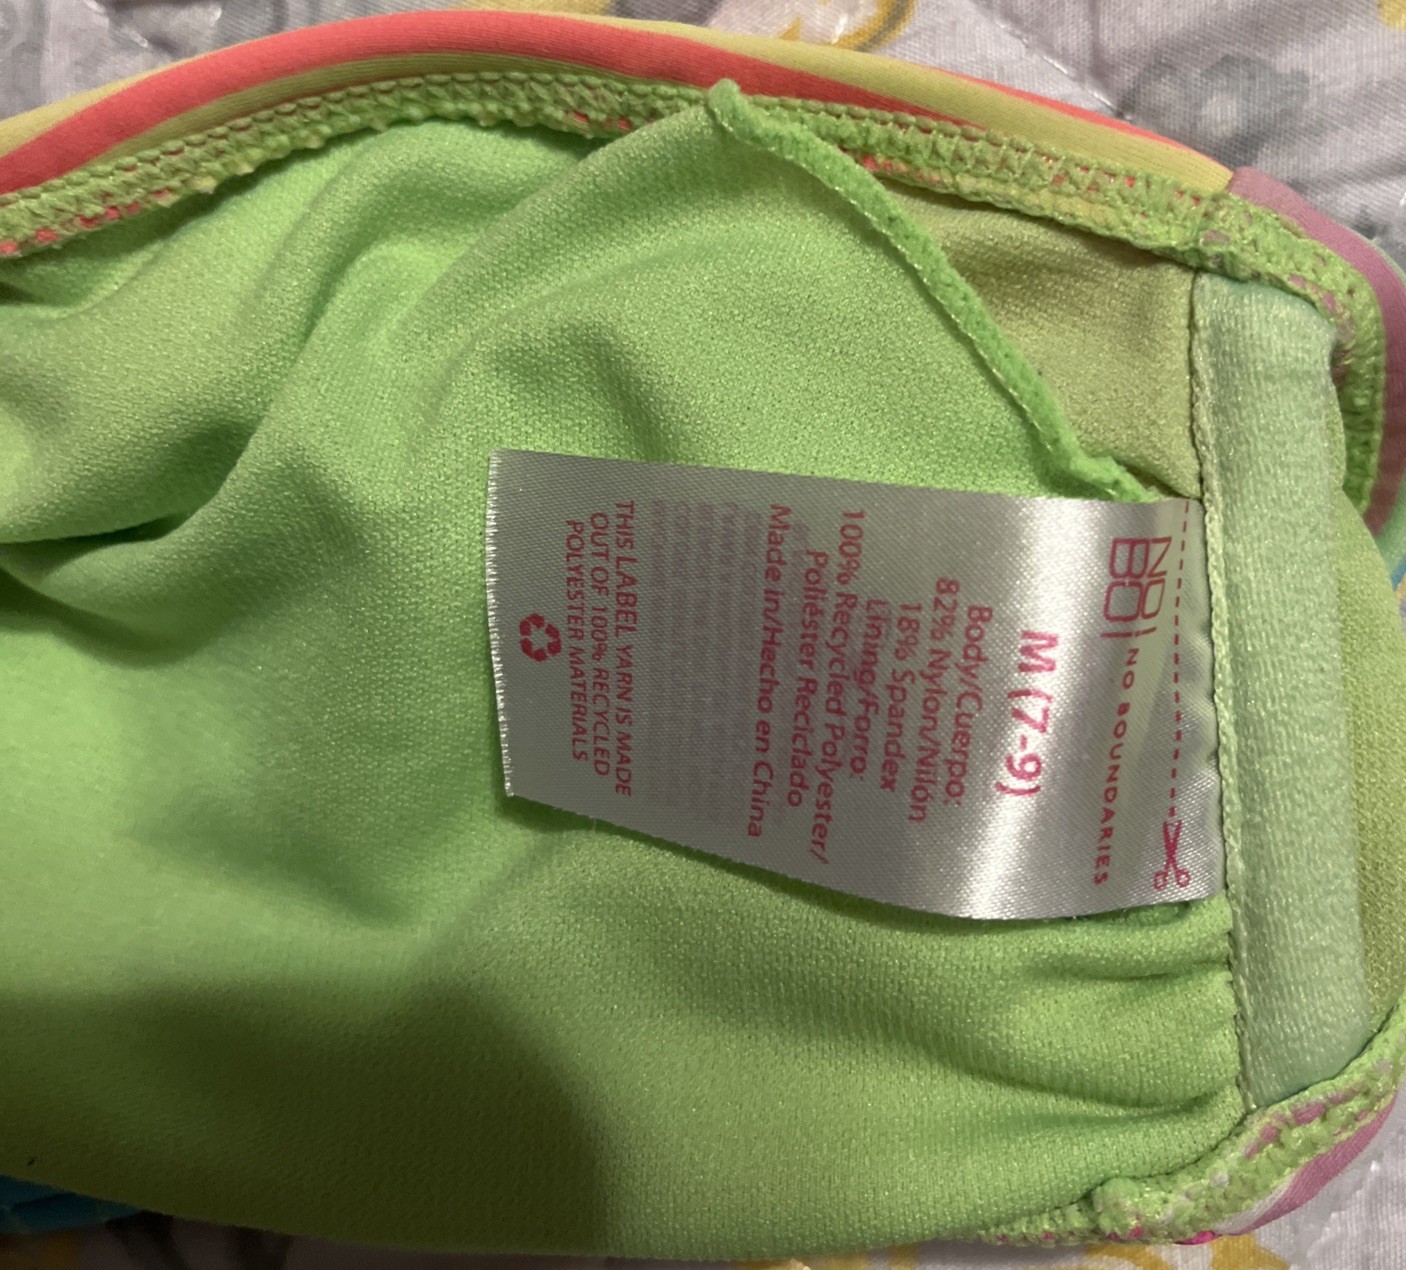 NO
BO
NO BOUNDARIES
M (7-9)
Body/Cuerpo:
82% Nylon/Nilón
18% Spandex
Lining/Forro:
100% Recycled Polyester/
Poliéster Reciclado
Made in/Hecho en China
THIS LABEL YARN IS MADE
OUT OF 100% RECYCLED
POLYESTER MATERIALS